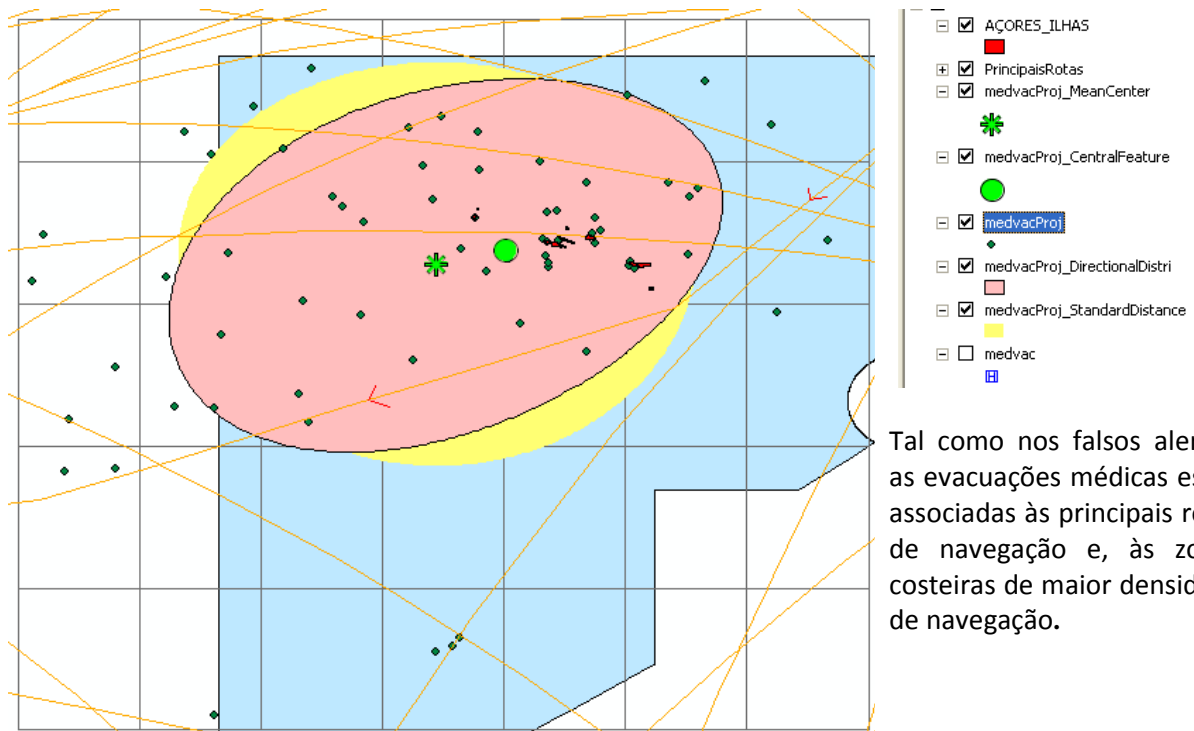 AÇORES_ILHAS
PrincipaisRotas
medvacProj_MeanCenter
medvacProj_CentralFeature
medvacProj
medvacProj_DirectionalDistri
medvacProj_StandardDistance
medvac
H
Tal como nos falsos aler
as evacuações médicas es
associadas às principais r
de navegação e, às zo
costeiras de maior densid
de navegação.